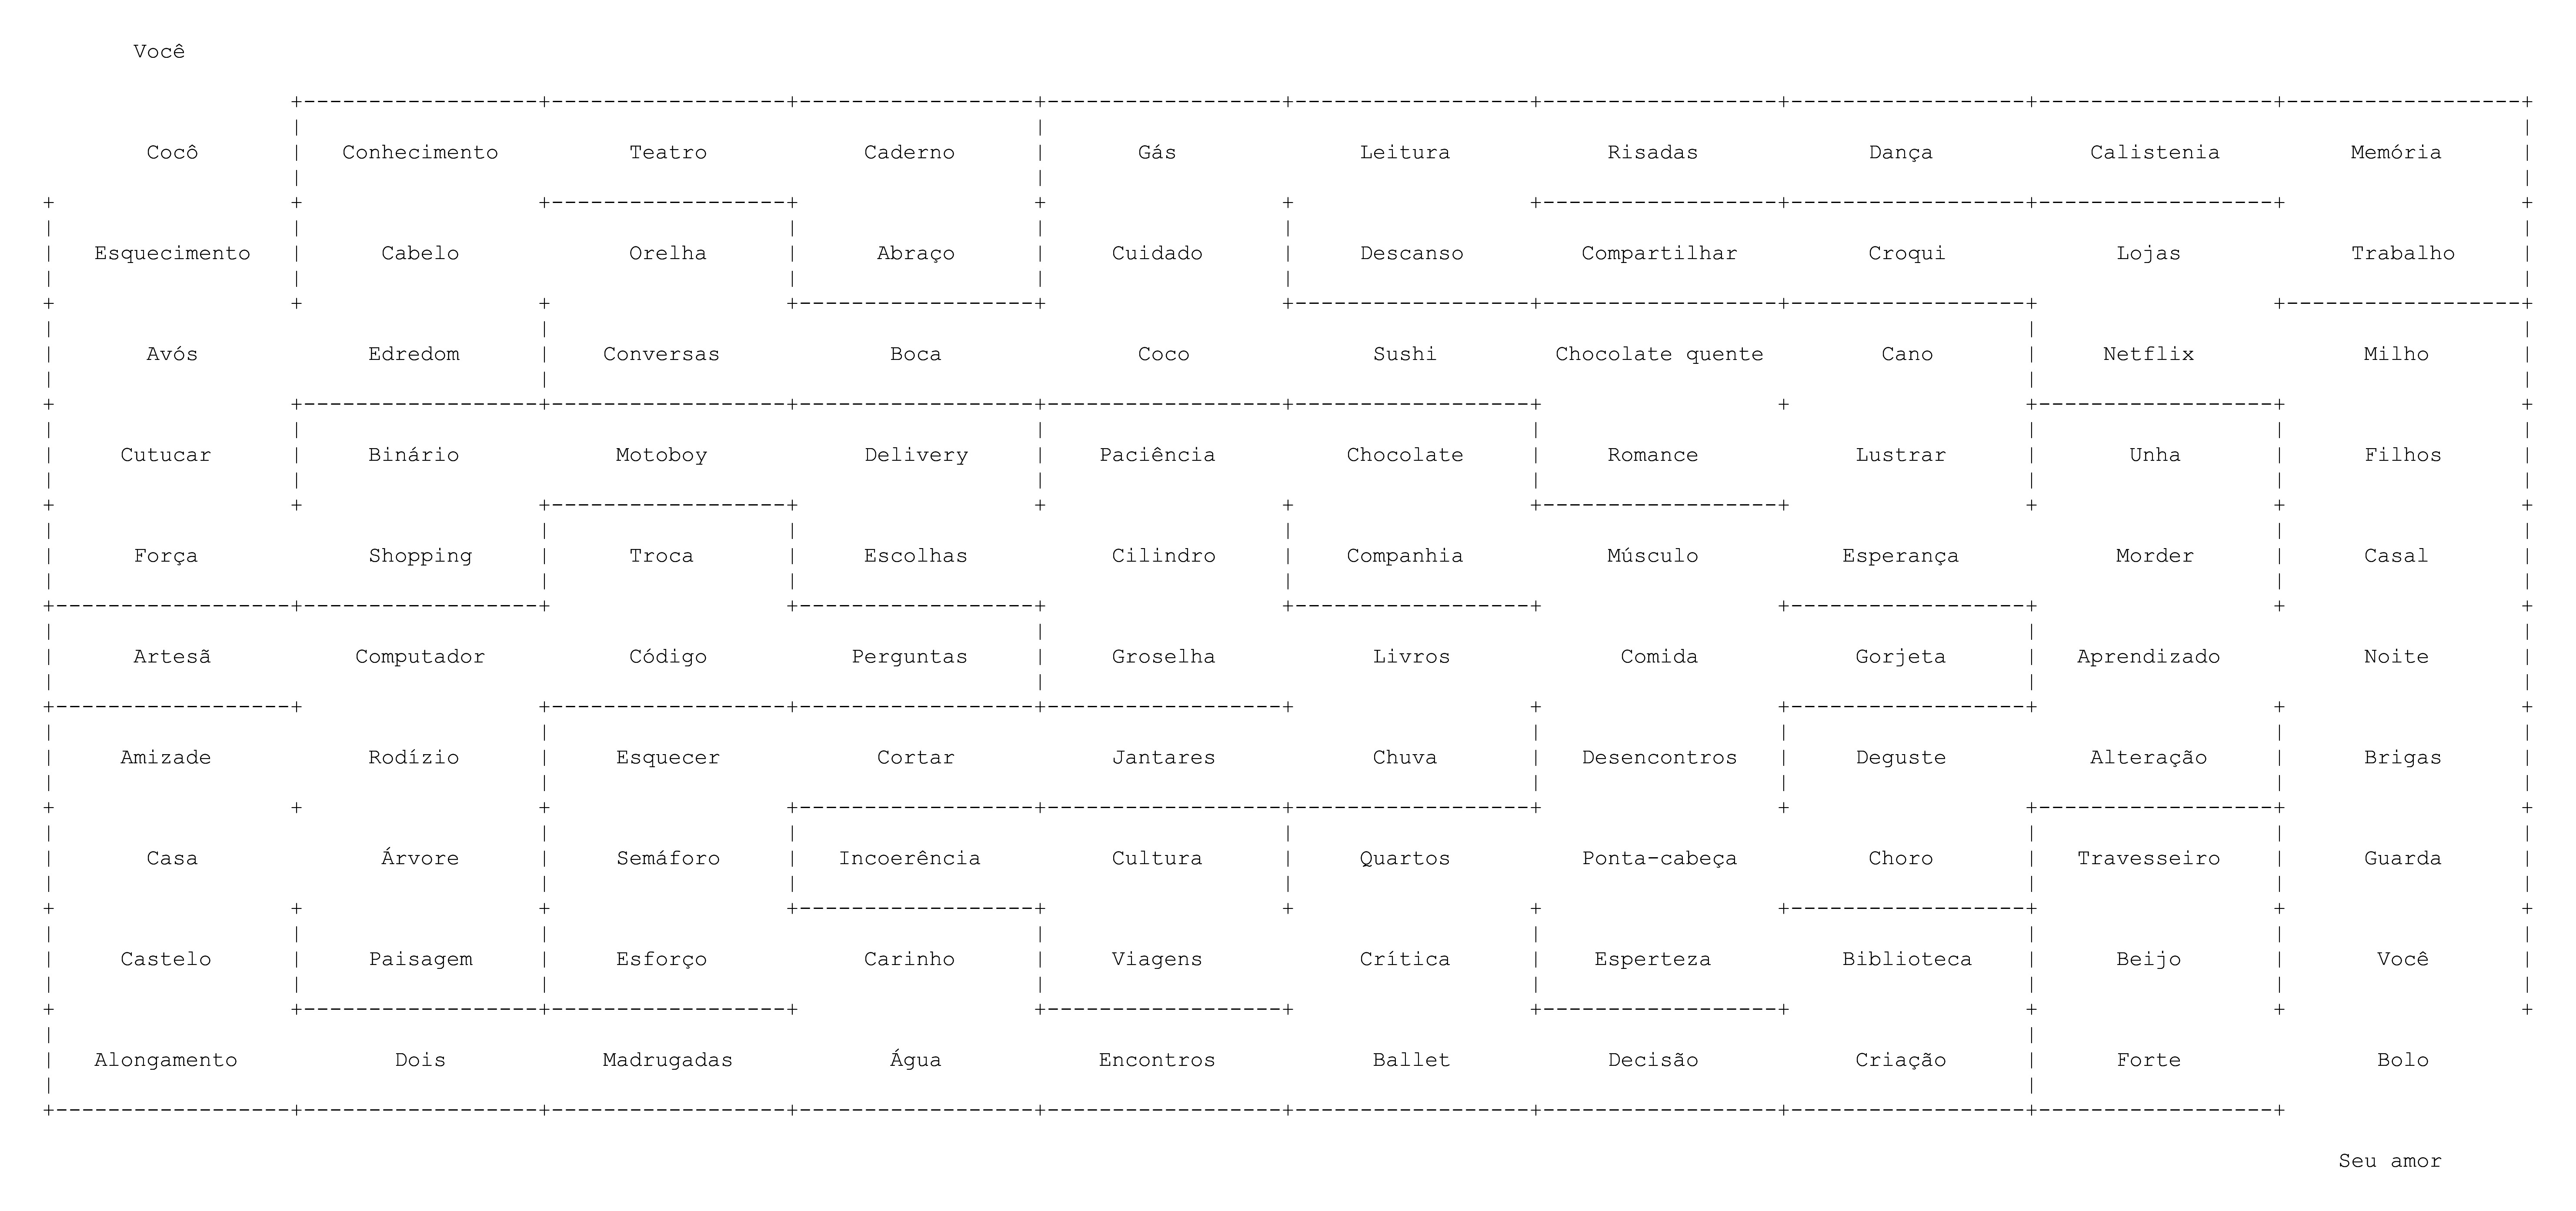 Você
Cocô Conhecimento Teatro Caderno Gás Leitura Risadas Dança Calistenia Memória
Esquecimento Cabelo Orelha Abraço Cuidado Descanso Compartilhar Croqui Lojas Trabalho
Avós Edredom Conversas Boca Coco Sushi Chocolate quente Cano Netflix Milho
Cutucar Binário Motoboy Delivery Paciência Chocolate Romance Lustrar Unha Filhos
Força Shopping Troca Escolhas Cilindro Companhia Músculo Esperança Morder Casal
Artesã Computador Código Perguntas Groselha Livros Comida Gorjeta Aprendizado Noite
Amizade Rodízio Esquecer Cortar Jantares Chuva Desencontros Deguste Alteração Brigas
Casa Árvore Semáforo Incoerência Cultura Quartos Ponta-cabeça Choro Travesseiro Guarda
Castelo Paisagem Esforço Carinho Viagens Crítica Esperteza Biblioteca Beijo Você
Alongamento Dois Madrugadas Água Encontros Ballet Decisão Criação Forte Bolo
Seu amor